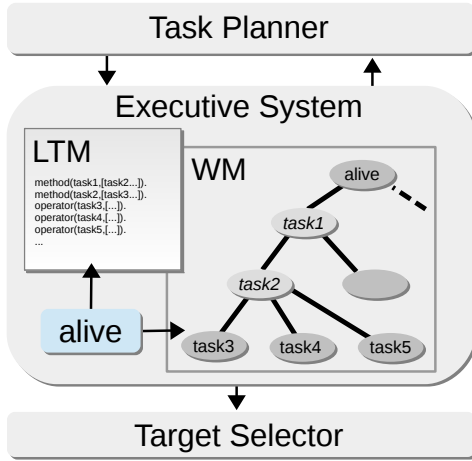 Task Planner
Executive System
LTM
method(task1,[task2...]).
method(task2,[task3...]).
operator(task3,[...]).
operator(task4,[...]).
operator(task5,[...]).
...
WM
alive
task1
task2
task3
task4
task5
alive
Target Selector